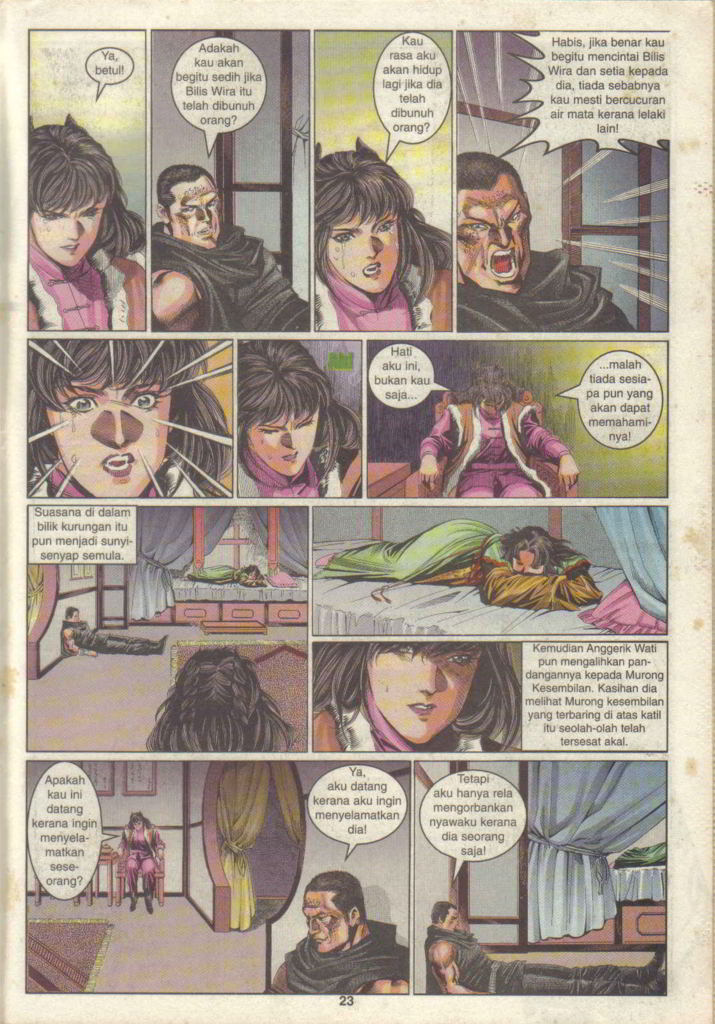 Ya,
betul!
Adakah
kau akan
begitu sedih jika
Bilis Wira itu
telah dibunuh
orang?
Kau
rasa aku
akan hidup
lagi jika dia
telah
dibunuh
orang?
Habis, jika benar kau
begitu mencintai Bilis
Wira dan setia kepada
dia, tiada sebabnya
kau mesti bercucuran
air mata kerana lelaki
lain!
Ah!
Hati
aku ini,
bukan kau
saja...
...malah
tiada sesia-
pa pun yang
akan dapat
memahami-
nya!
Suasana di dalam
bilik kurungan itu
pun menjadi sunyi-
senyap semula.
Kemudian Anggerik Wati
pun mengalihkan pan-
dangannya kepada Murong
Kesembilan. Kasihan dia
melihat Murong kesembilan
yang terbaring di atas katil
itu seolah-olah telah
tersesat akal.
Apakah
kau ini
datang
kerana ingin
menyela-
matkan
sese-
orang?
Ya,
aku datang
kerana aku ingin
menyelamatkan
dia!
Tetapi
aku hanya rela
mengorbankan
nyawaku kerana
dia seorang
saja!
23